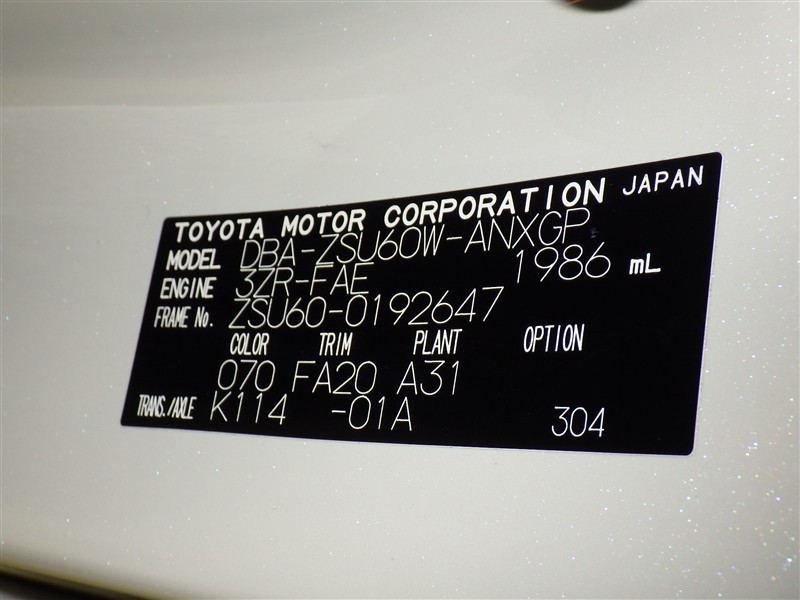 TOYOTA MOTOR CORPORATION JAPAN
MODEL DBA-ZSU60W-ANXGP
ENGINE 3ZR-FAE 1986 mL
FRAME No. ZSU60-0192647
COLOR TRIM PLANT OPTION
070 FA20 A31
TRANS./AXLE K114 -01A 304